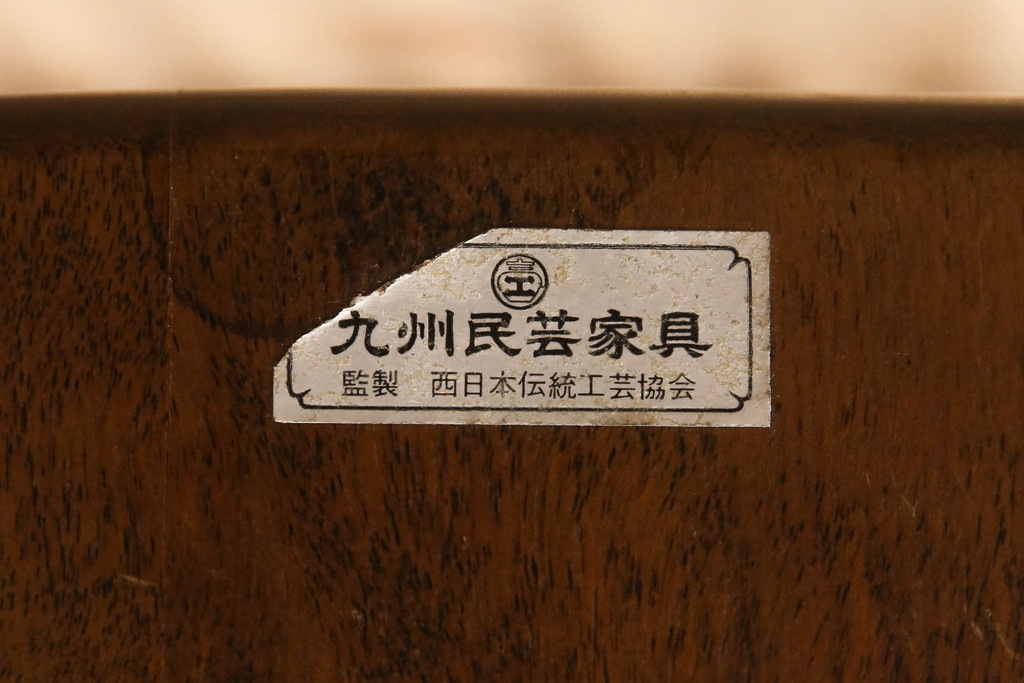 九州民芸家具
監製 西日本伝統工芸協会